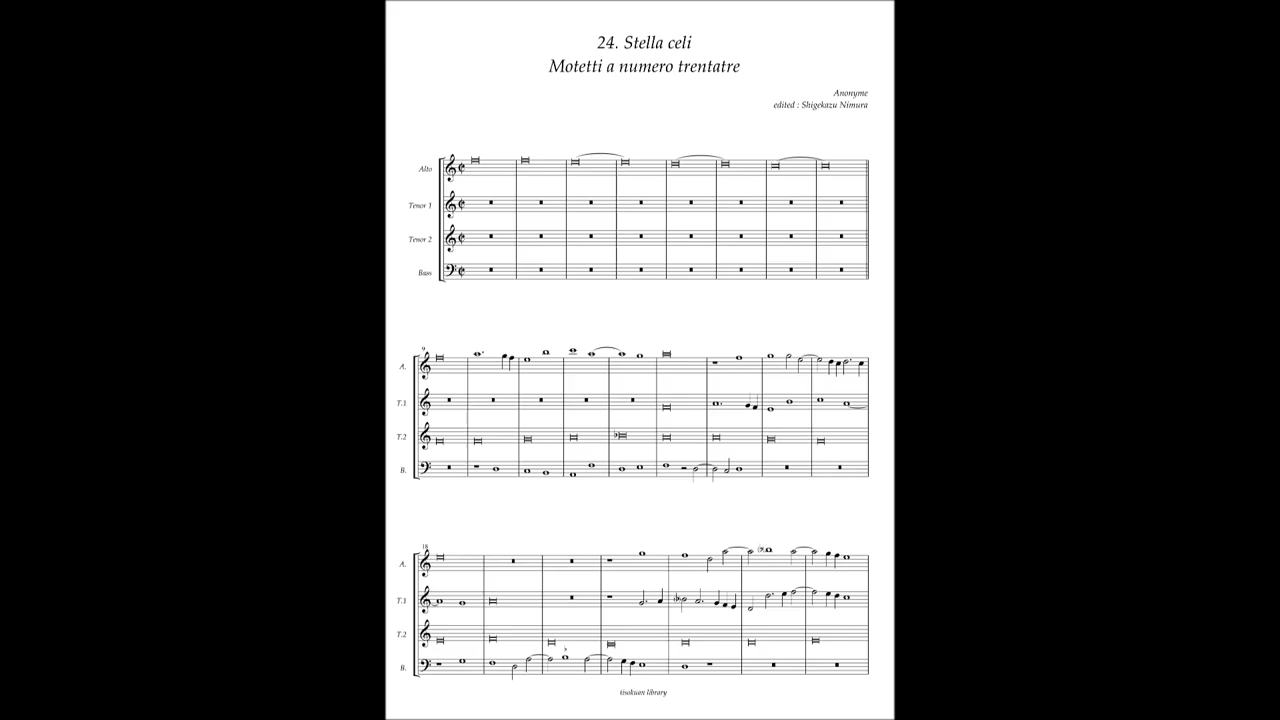 24. Stella celi
Motetti a numero trentatre
Anonyme
edited : Shigekazu Nimura
Alto
Tenor 1
Tenor 2
Bass
9
A.
T.1
T.2
B.
18
A.
T.1
T.2
B.
tisokuan library